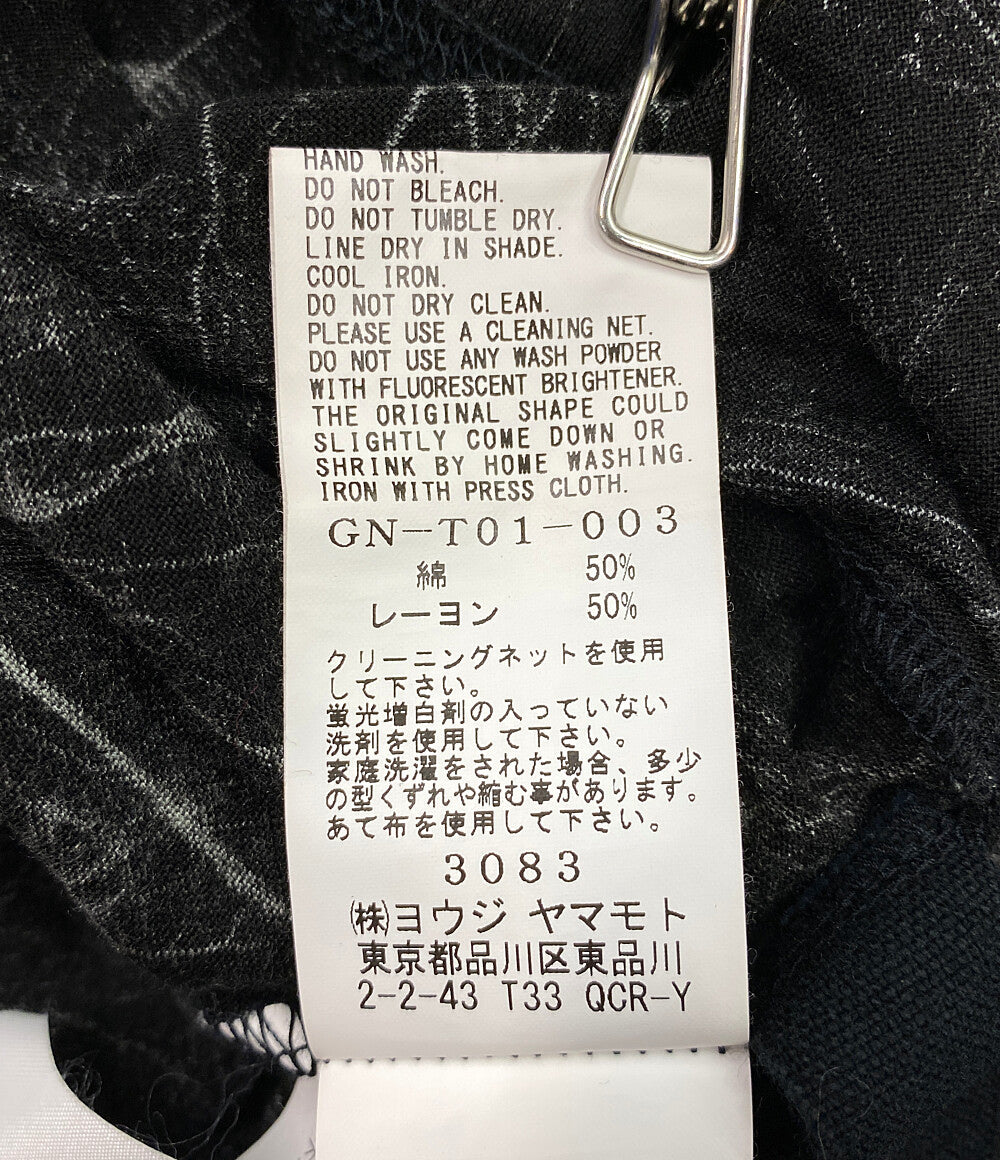 HAND WASH.
DO NOT BLEACH.
DO NOT TUMBLE DRY.
LINE DRY IN SHADE.
COOL IRON.
DO NOT DRY CLEAN.
PLEASE USE A CLEANING NET.
DO NOT USE ANY WASH POWDER
WITH FLUORESCENT BRIGHTENER.
THE ORIGINAL SHAPE COULD
SLIGHTLY COME DOWN OR
SHRINK BY HOME WASHING.
IRON WITH PRESS CLOTH.
GN-T01-003
綿 50%
レーヨン 50%
クリーニングネットを使用
して下さい。
蛍光増白剤の入っていない
洗剤を使用して下さい。
家庭洗濯をされた場合、多少
の型くずれや縮む事があります。
あて布を使用して下さい。
3083
㈱ヨウジ ヤマモト
東京都品川区東品川
2-2-43 T33 QCR-Y